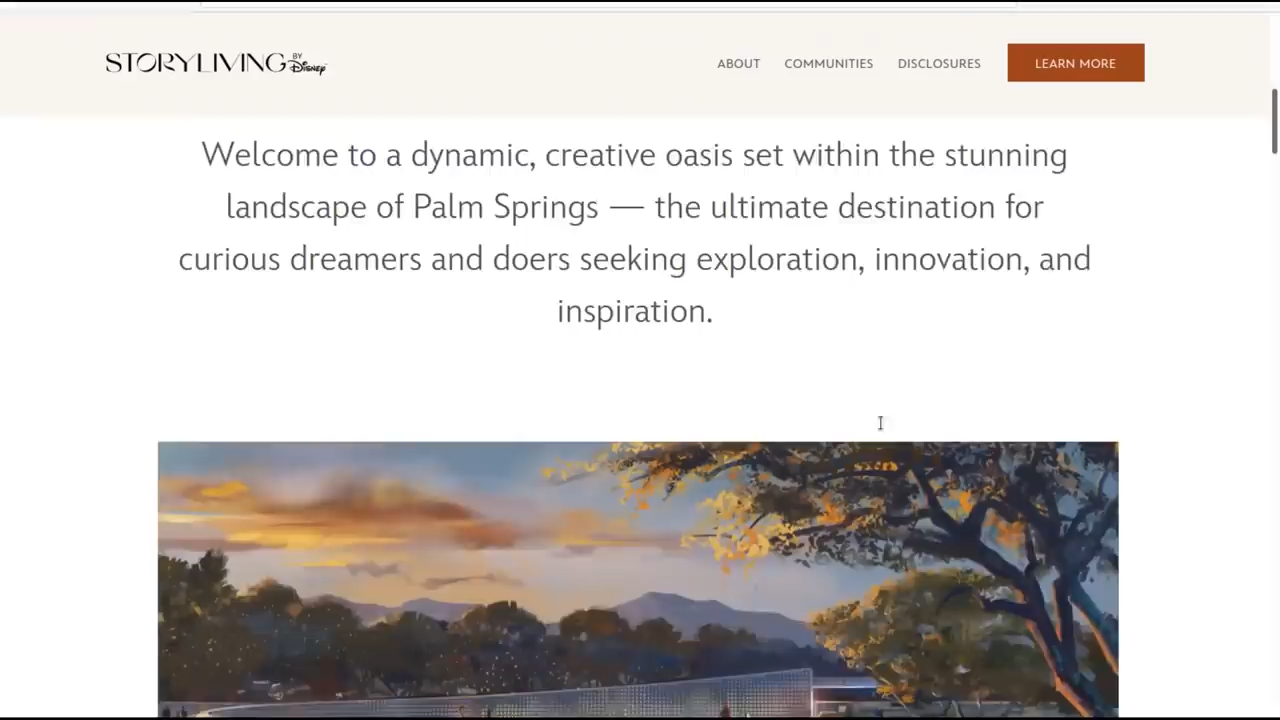 STORYLIVING BY DISNEY
ABOUT
COMMUNITIES
DISCLOSURES
LEARN MORE
Welcome to a dynamic, creative oasis set within the stunning
landscape of Palm Springs — the ultimate destination for
curious dreamers and doers seeking exploration, innovation, and
inspiration.